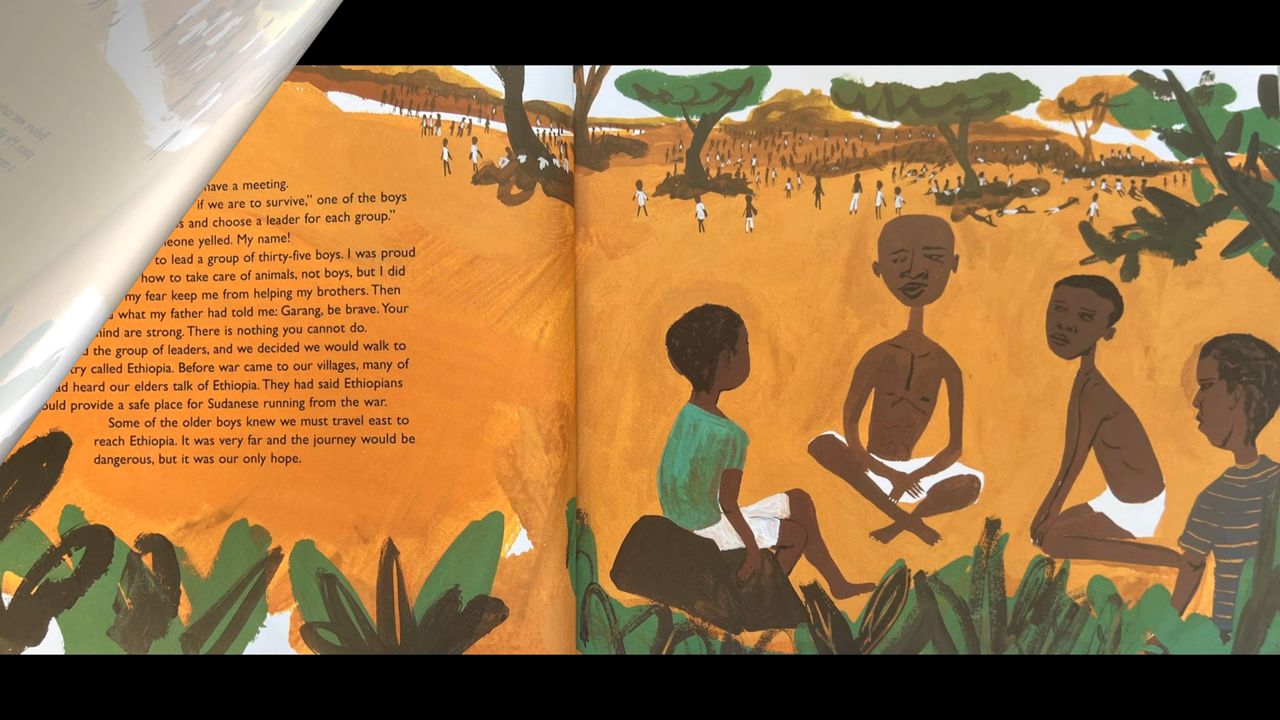 have a meeting.
if we are to survive,” one of the boys
and choose a leader for each group.”
yelled. My name!
to lead a group of thirty-five boys. I was proud
how to take care of animals, not boys, but I did
my fear keep me from helping my brothers. Then
what my father had told me: Garang, be brave. Your
are strong. There is nothing you cannot do.
the group of leaders, and we decided we would walk to
called Ethiopia. Before war came to our villages, many of
heard our elders talk of Ethiopia. They had said Ethiopians
provide a safe place for Sudanese running from the war.
Some of the older boys knew we must travel east to
reach Ethiopia. It was very far and the journey would be
dangerous, but it was our only hope.